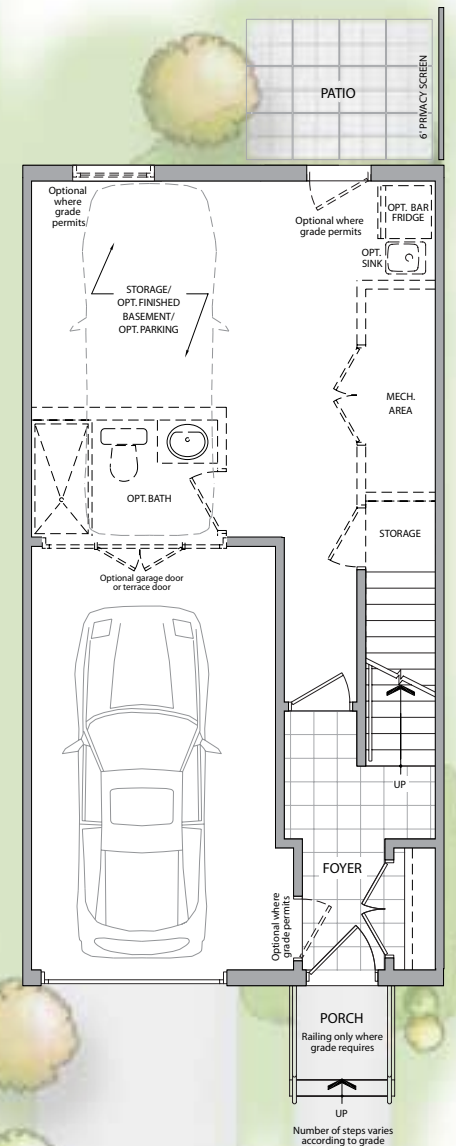 PATIO
6' PRIVACY SCREEN
Optional
where
grade
permits
Optional where
grade permits
OPT. BAR
FRIDGE
OPT.
SINK
STORAGE/
OPT. FINISHED
BASEMENT/
OPT. PARKING
MECH.
AREA
OPT. BATH
STORAGE
Optional garage door
or terrace door
UP
FOYER
Optional where
grade permits
PORCH
Railing only where
grade requires
UP
Number of steps varies
according to grade